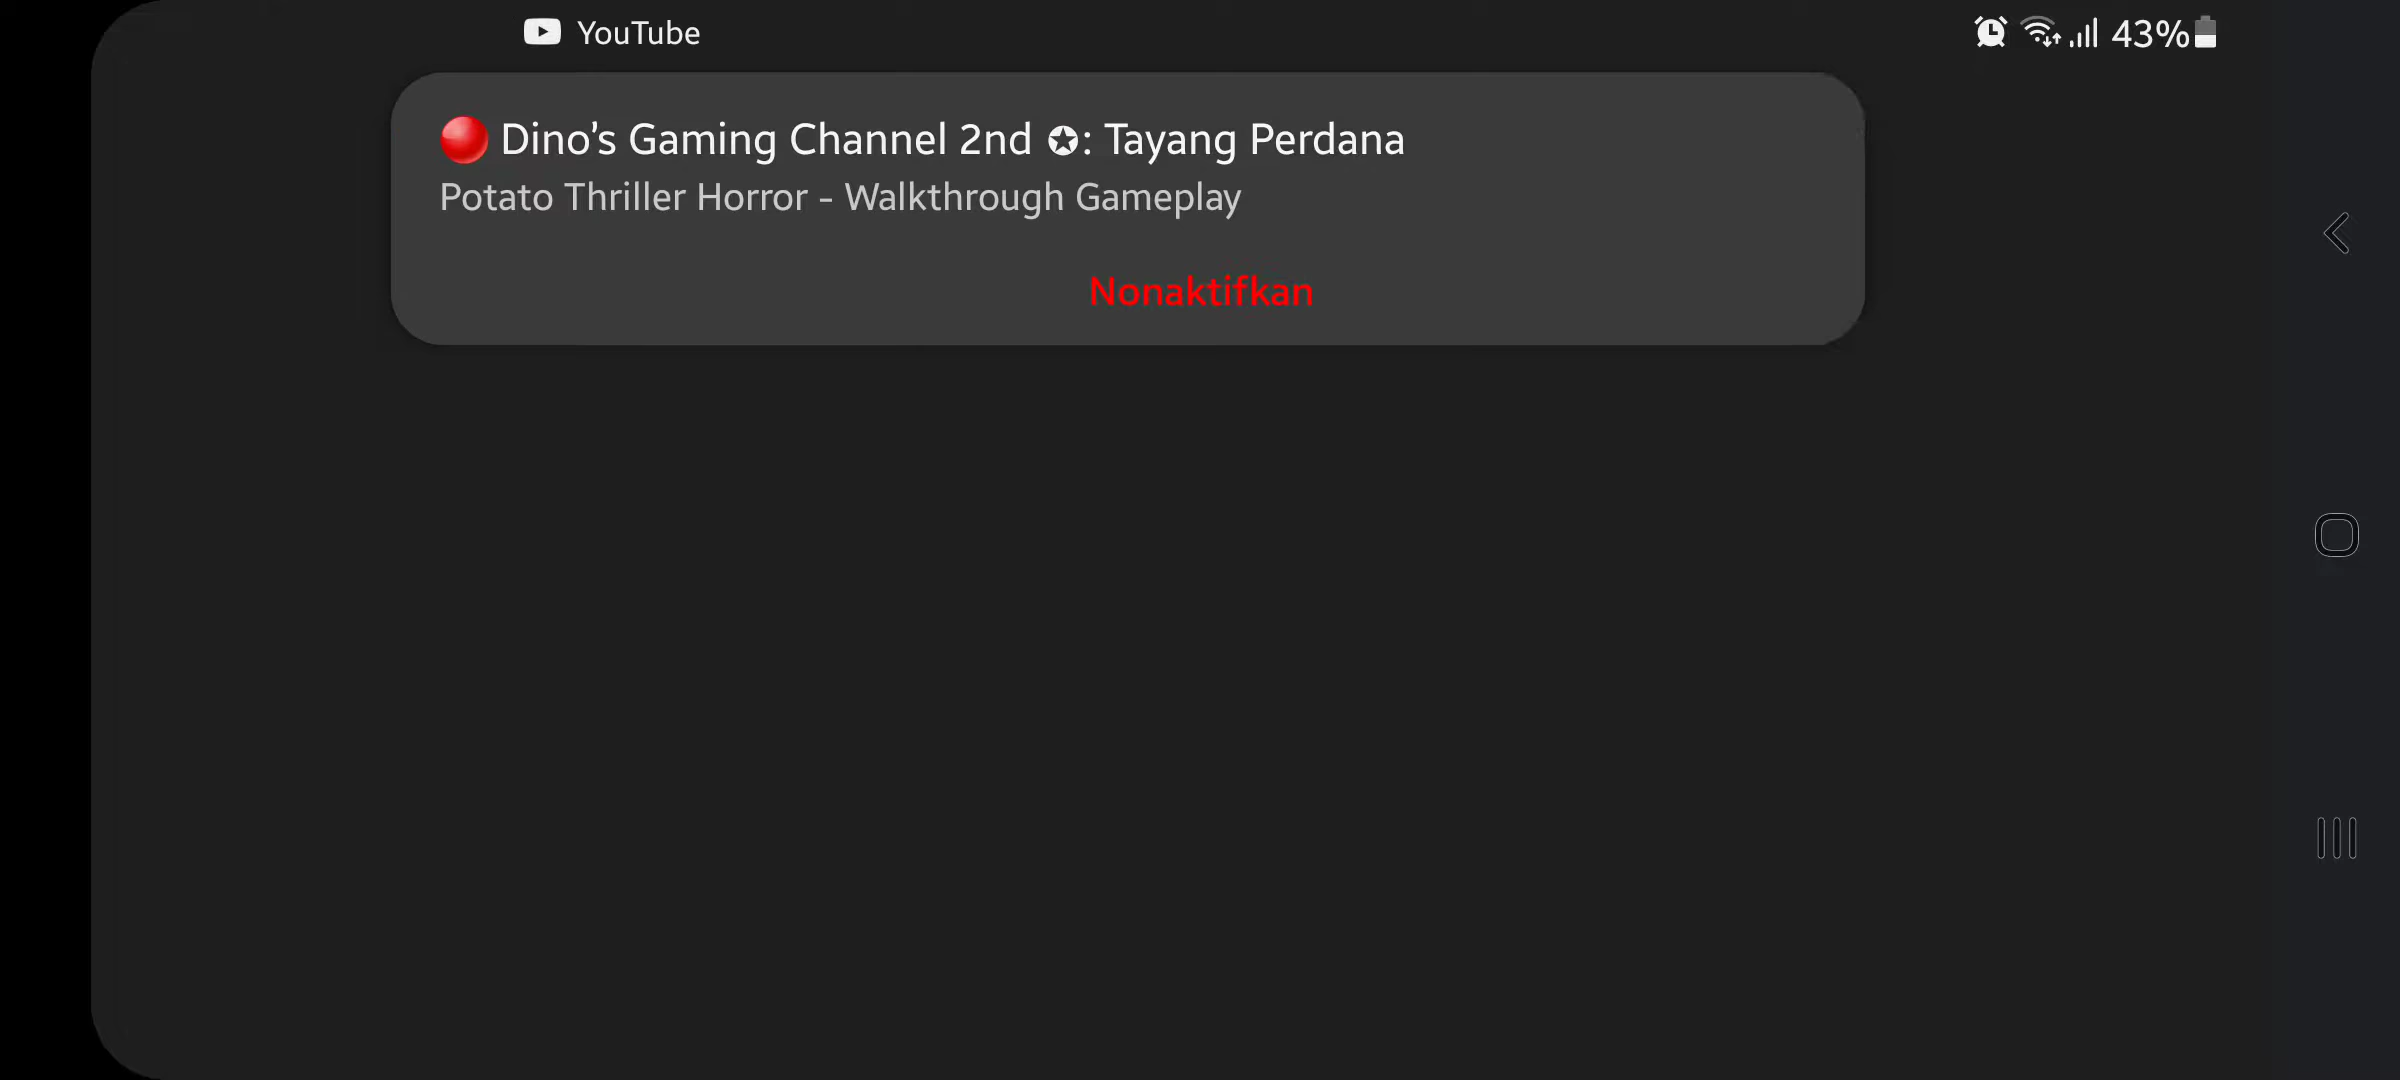 YouTube
43%
🔴 Dino’s Gaming Channel 2nd ✪: Tayang Perdana
Potato Thriller Horror - Walkthrough Gameplay
Nonaktifkan